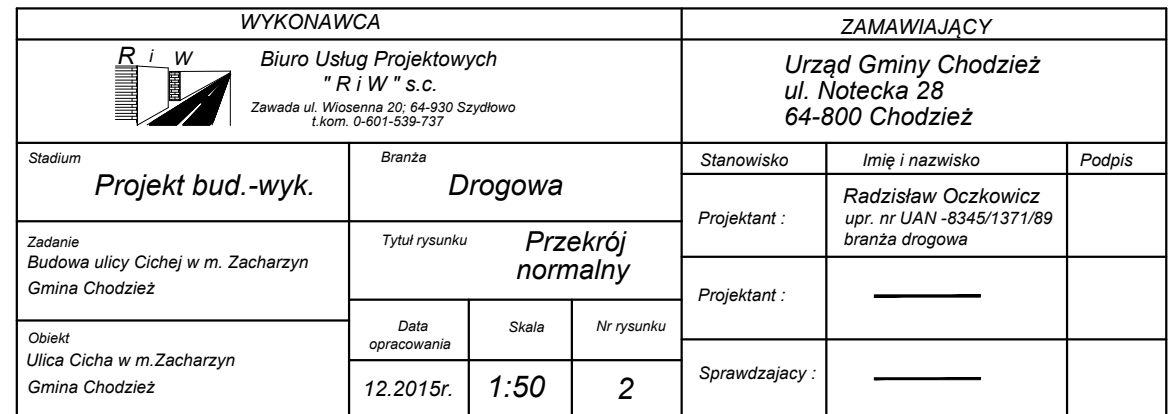 WYKONAWCA
R i W
Biuro Usług Projektowych
" R i W " s.c.
Zawada ul. Wiosenna 20; 64-930 Szydłowo
t.kom. 0-601-539-737
ZAMAWIAJĄCY
Urząd Gminy Chodzież
ul. Notecka 28
64-800 Chodzież
Stadium
Projekt bud.-wyk.
Branża
Drogowa
Zadanie
Budowa ulicy Cichej w m. Zacharzyn
Gmina Chodzież
Tytuł rysunku
Przekrój
normalny
Obiekt
Ulica Cicha w m.Zacharzyn
Gmina Chodzież
Data
opracowania
Skala
Nr rysunku
12.2015r.
1:50
2
Stanowisko
Imię i nazwisko
Podpis
Projektant :
Radzisław Oczkowicz
upr. nr UAN -8345/1371/89
branża drogowa
Projektant :
Sprawdzajacy :